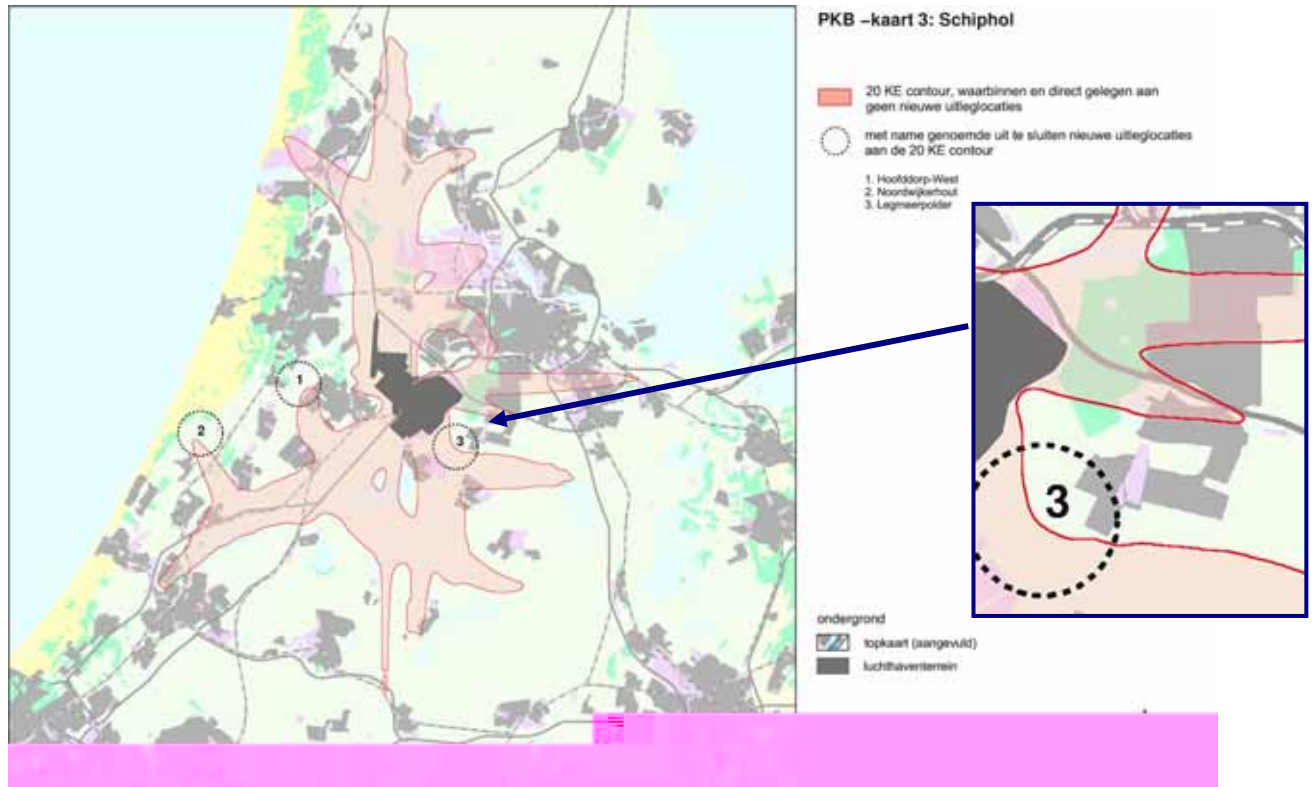 PKB –kaart 3: Schiphol
20 KE contour, waarbinnen en direct gelegen aan
geen nieuwe uitleglocaties
met name genoemde uit te sluiten nieuwe uitleglocaties
aan de 20 KE contour
1. Hoofddorp-West
2. Noordwijkerhout
3. Legmeerpolder
1
2
3
3
ondergrond
topkaart (aangevuld)
luchthaventerrein